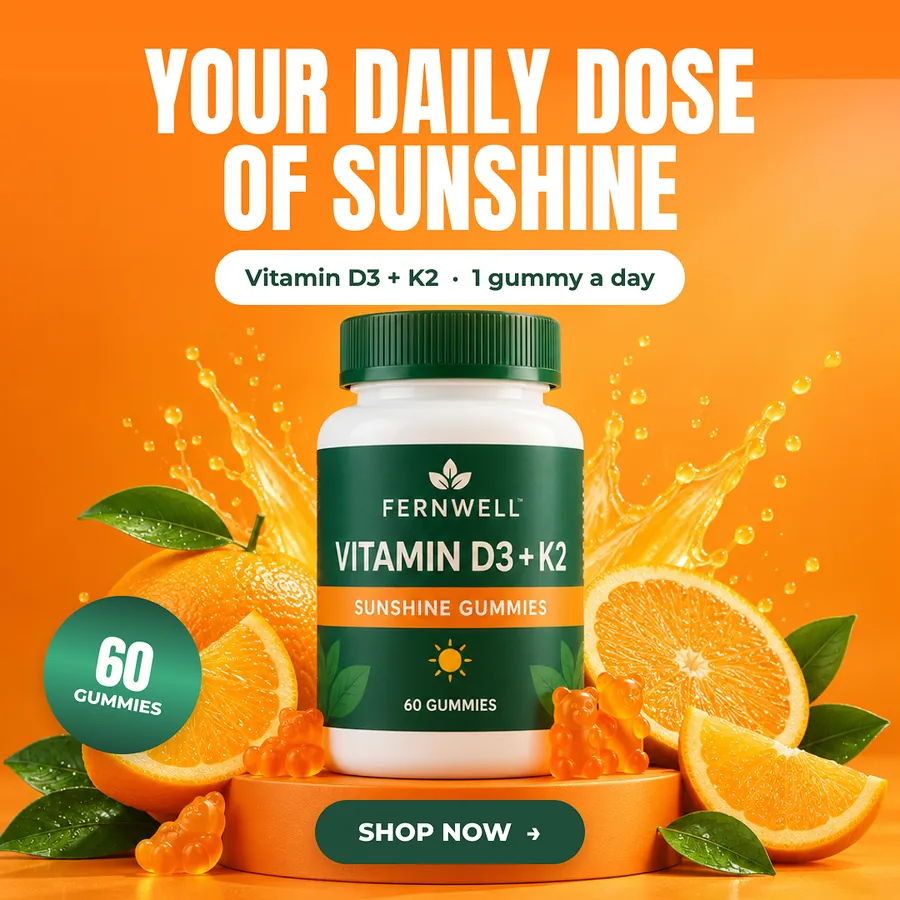 YOUR DAILY DOSE
OF SUNSHINE
Vitamin D3 + K2 · 1 gummy a day
FERNWELL™
VITAMIN D3+K2
SUNSHINE GUMMIES
60 GUMMIES
60
GUMMIES
SHOP NOW →